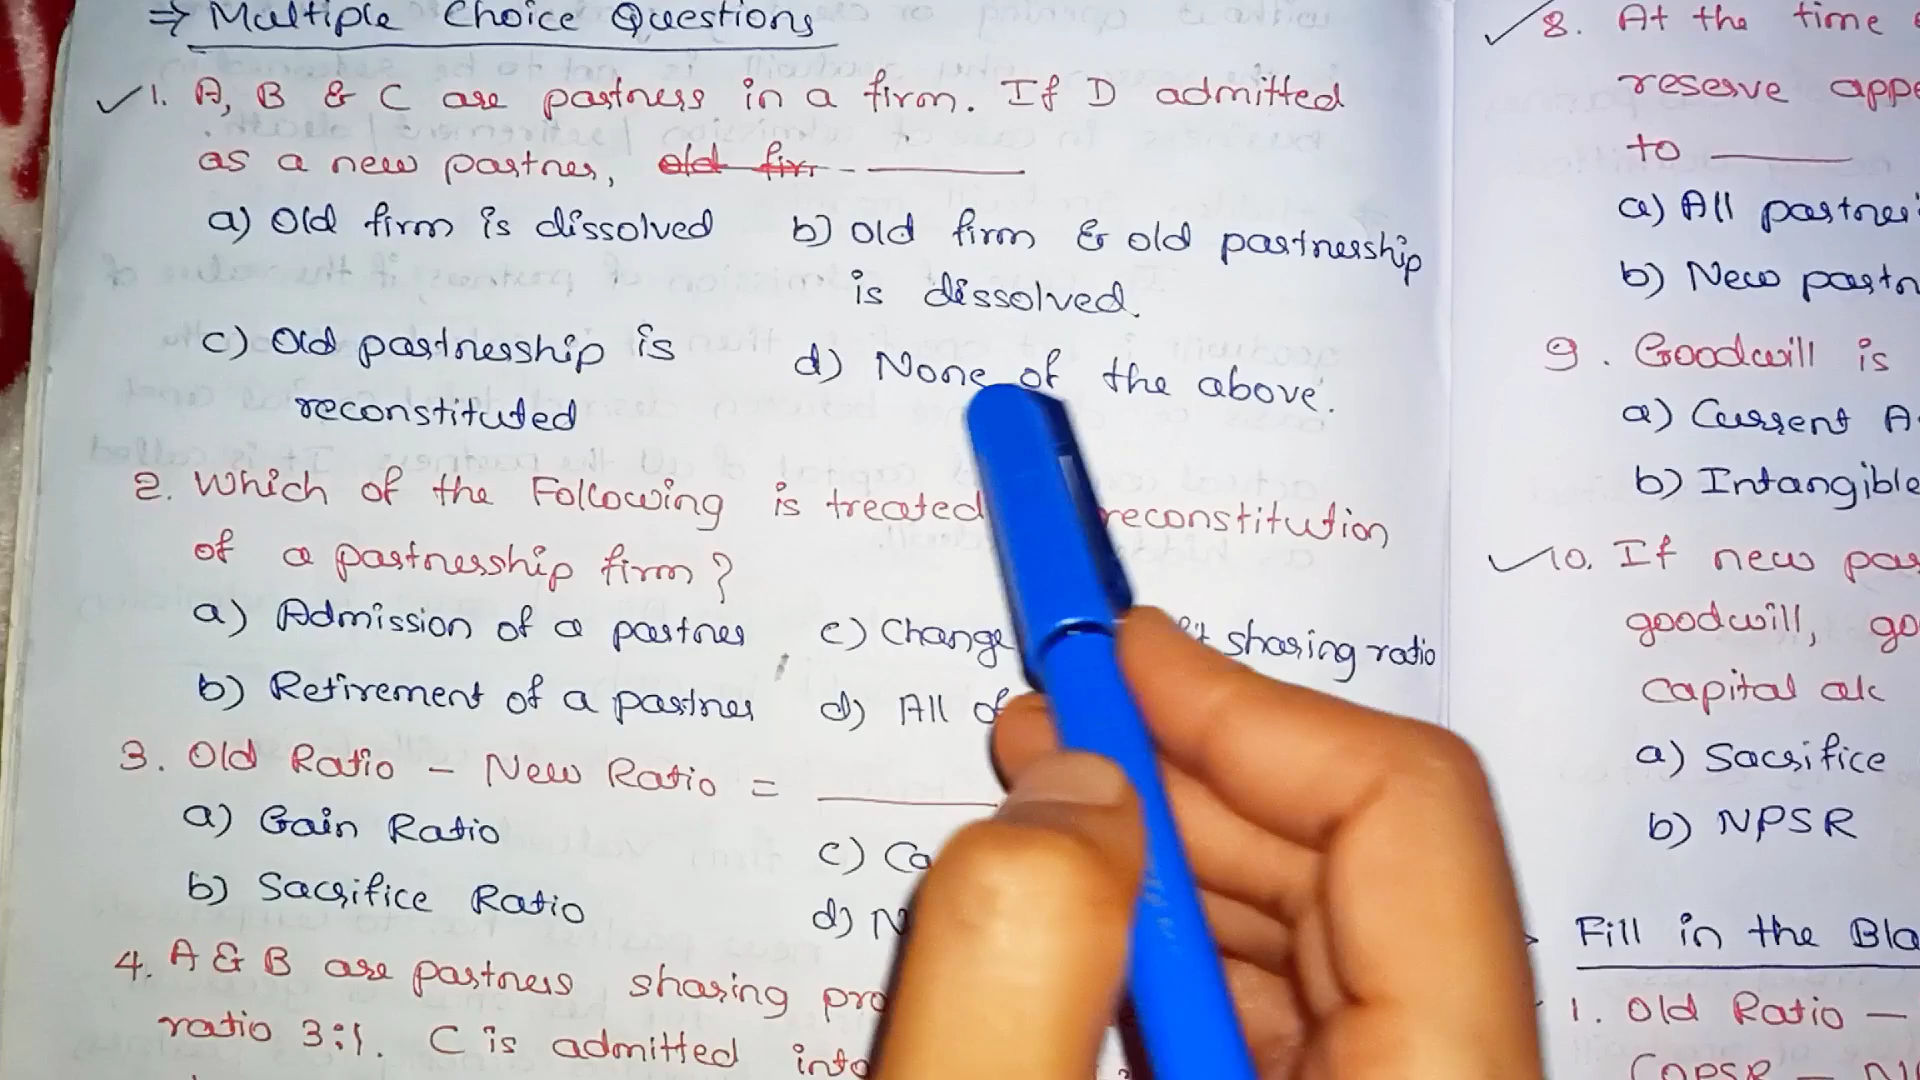 ⇒ Multiple Choice Questions
1. A, B & C are partners in a firm. If D admitted
as a new partner, old fir ________
a) Old firm is dissolved b) Old firm & old partnership
is dissolved.
c) Old partnership is d) None of the above.
reconstituted
2. Which of the Following is treated reconstitution
of a partnership firm?
a) Admission of a partner c) Change sharing ratio
b) Retirement of a partner d) All of
3. Old Ratio - New Ratio = ________
a) Gain Ratio c)
b) Sacrifice Ratio d)
4. A & B are partners sharing
ratio 3:1. C is admitted into
8. At the time
reserve
to ________
a) All
b) New
9. Goodwill is
a) Current
b) Intangible
10. If new
goodwill,
Capital a/c
a) Sacrifice
b) NPSR
Fill in the
1. Old Ratio -